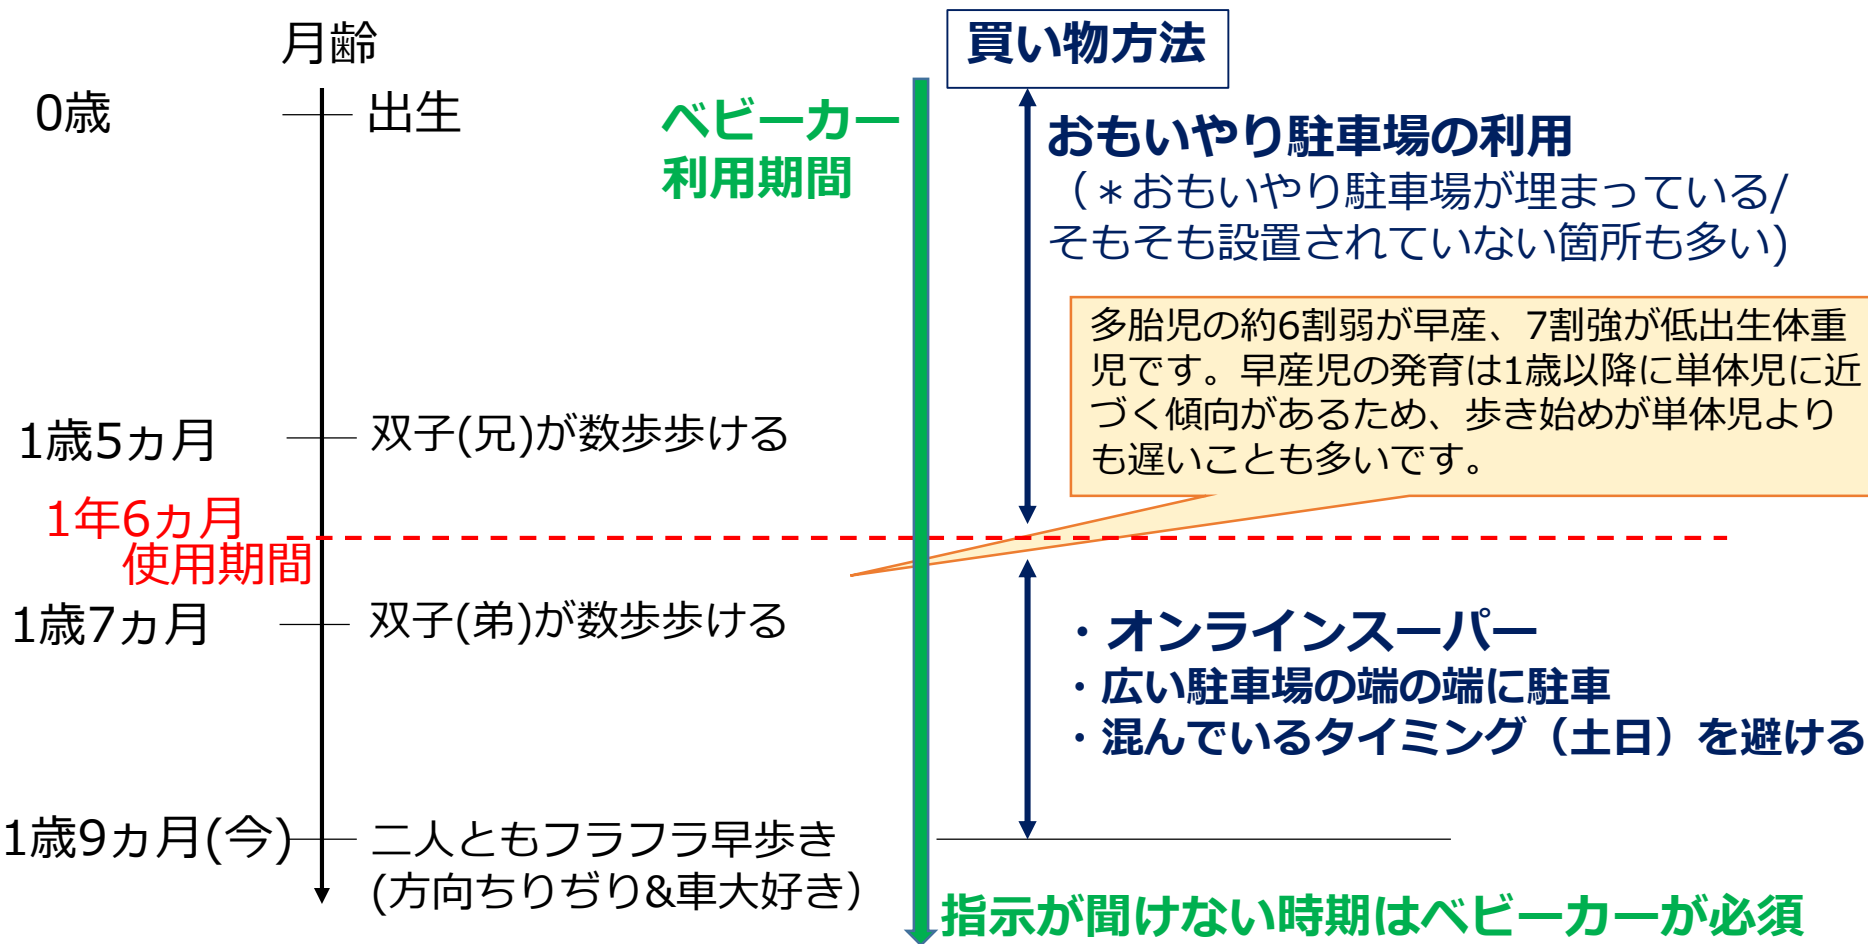 月齢
0歳
出生
1歳5ヵ月
双子(兄)が数歩歩ける
1年6ヵ月
使用期間
1歳7ヵ月
双子(弟)が数歩歩ける
1歳9ヵ月(今)
二人ともフラフラ早歩き
(方向ちりぢり&車大好き）
ベビーカー
利用期間
買い物方法
おもいやり駐車場の利用
（＊おもいやり駐車場が埋まっている/
そもそも設置されていない箇所も多い)
多胎児の約6割弱が早産、7割強が低出生体重
児です。早産児の発育は1歳以降に単体児に近
づく傾向があるため、歩き始めが単体児より
も遅いことも多いです。
・オンラインスーパー
・広い駐車場の端の端に駐車
・混んでいるタイミング（土日）を避ける
指示が聞けない時期はベビーカーが必須